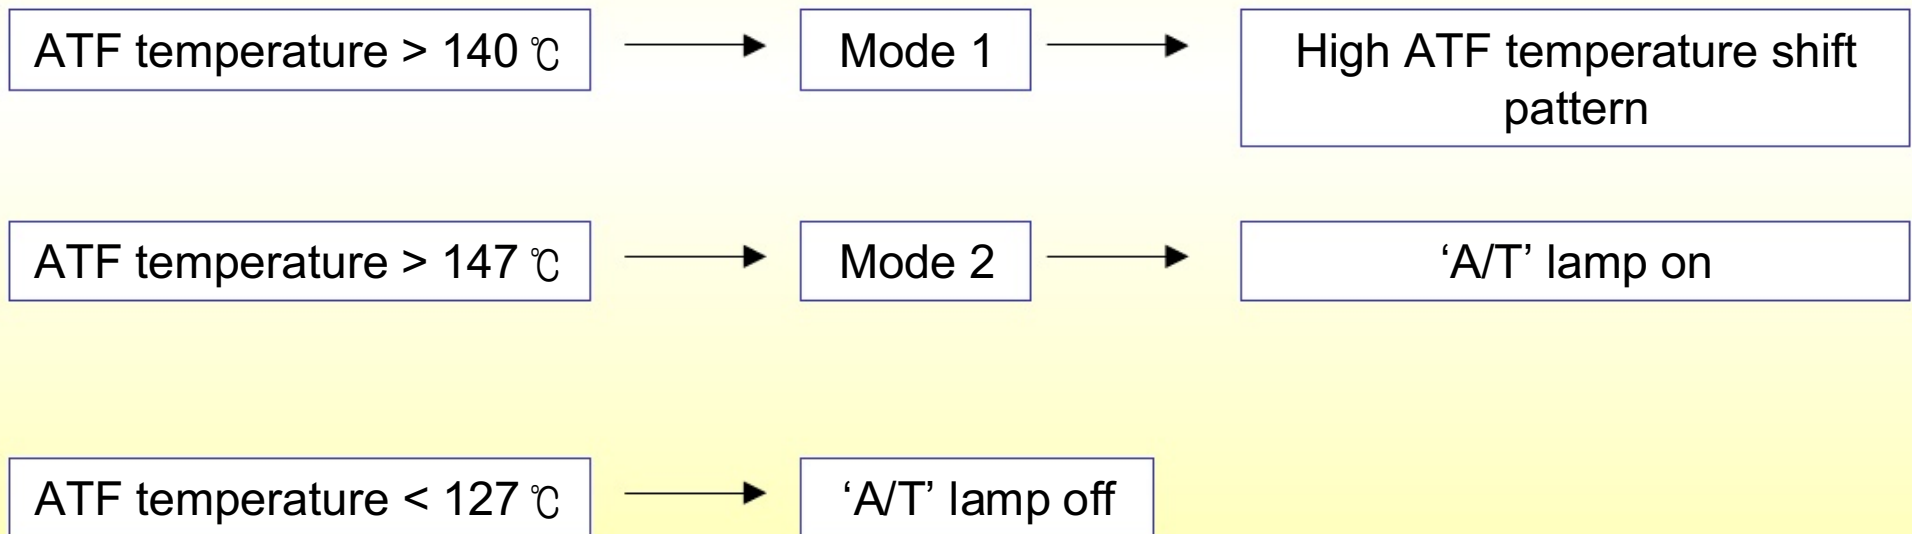 ATF temperature > 140 ℃
Mode 1
High ATF temperature shift
pattern
ATF temperature > 147 ℃
Mode 2
‘A/T’ lamp on
ATF temperature < 127 ℃
‘A/T’ lamp off